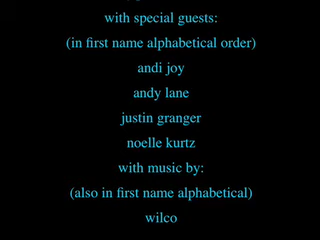 with special guests:
(in first name alphabetical order)
andi joy
andy lane
justin granger
noelle kurtz
with music by:
(also in first name alphabetical)
wilco